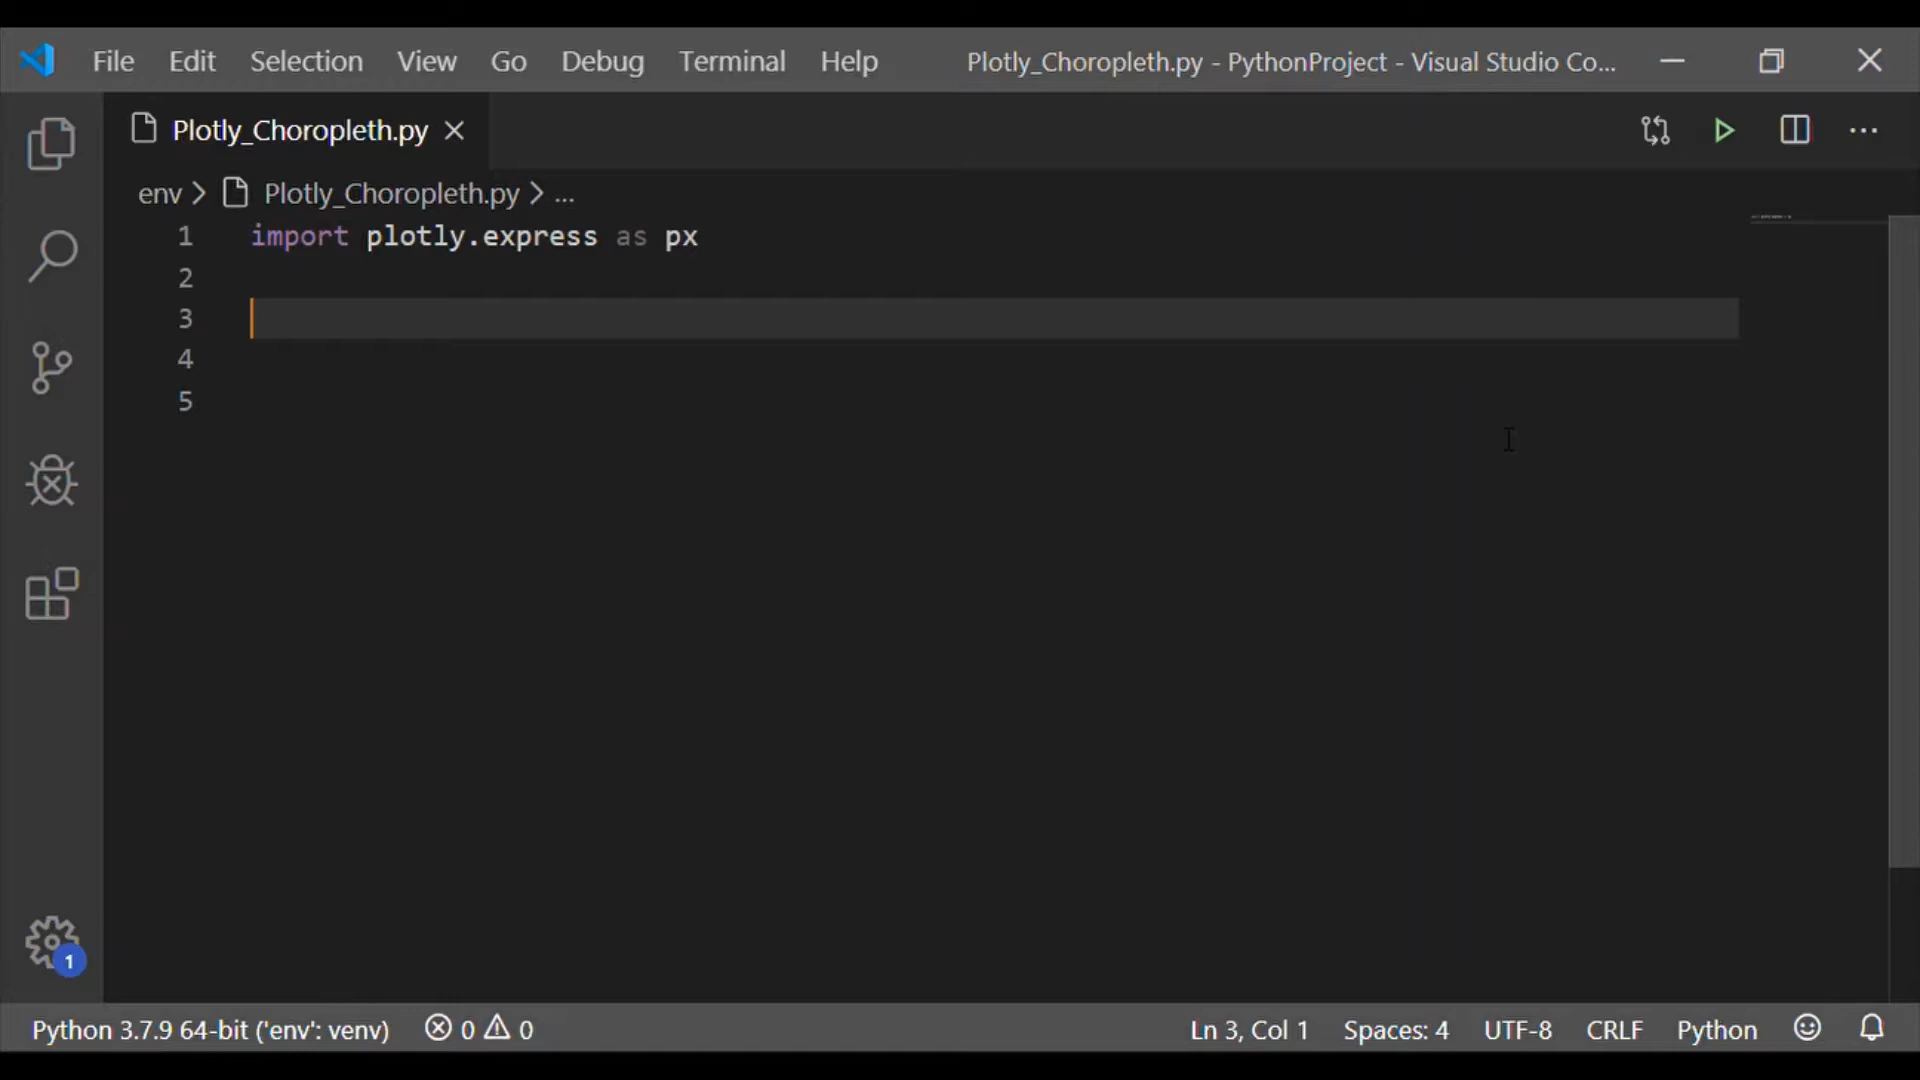 File Edit Selection View Go Debug Terminal Help Plotly_Choropleth.py - PythonProject - Visual Studio Co...
Plotly_Choropleth.py
env > Plotly_Choropleth.py > ...
1 import plotly.express as px
2
3
4
5
1
Python 3.7.9 64-bit ('env': venv) 0 0 Ln 3, Col 1 Spaces: 4 UTF-8 CRLF Python